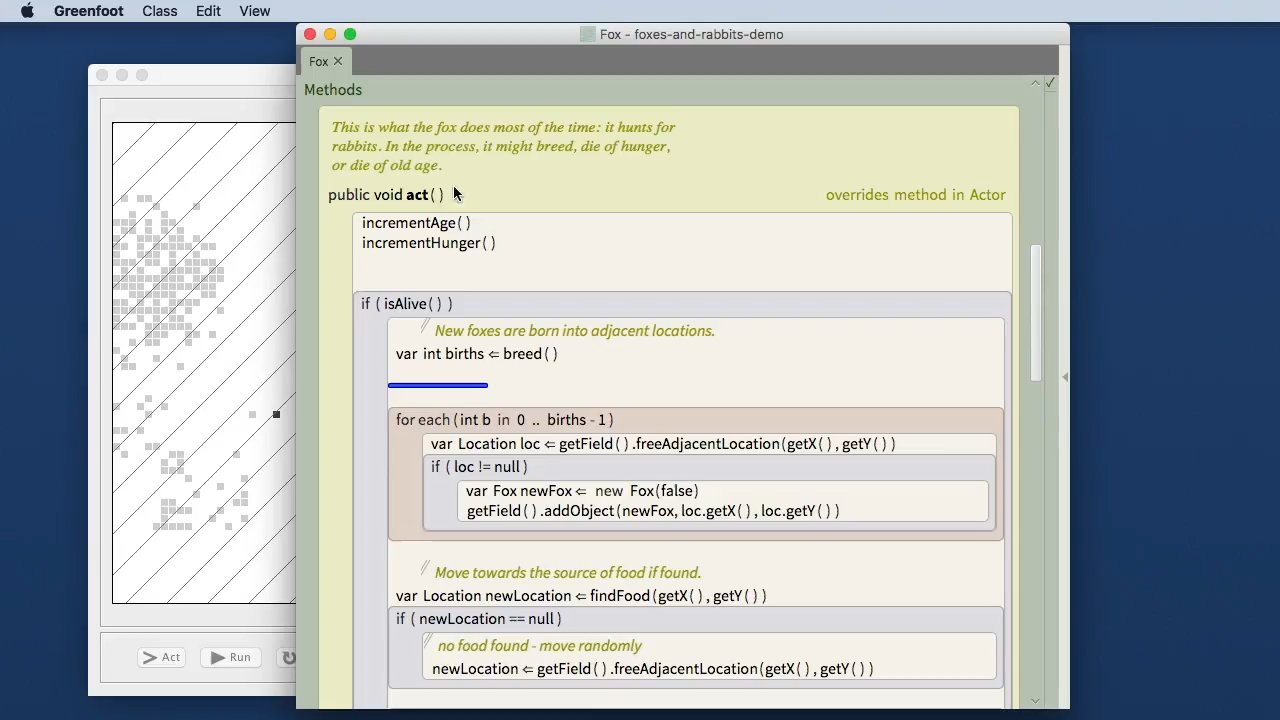 Greenfoot Class Edit View
Fox - foxes-and-rabbits-demo
Fox
Methods
This is what the fox does most of the time: it hunts for
rabbits. In the process, it might breed, die of hunger,
or die of old age.
public void act ( ) overrides method in Actor
incrementAge ( )
incrementHunger ( )
if ( isAlive ( ) )
// New foxes are born into adjacent locations.
var int births ⇐ breed ( )
for each ( int b in 0 .. births - 1 )
var Location loc ⇐ getField ( ) .freeAdjacentLocation ( getX ( ) , getY ( ) )
if ( loc != null )
var Fox newFox ⇐ new Fox(false)
getField ( ) .addObject ( newFox, loc.getX ( ) , loc.getY ( ) )
// Move towards the source of food if found.
var Location newLocation ⇐ findFood ( getX ( ) , getY ( ) )
if ( newLocation == null )
// no food found - move randomly
newLocation ⇐ getField ( ) .freeAdjacentLocation ( getX ( ) , getY ( ) )
Act Run